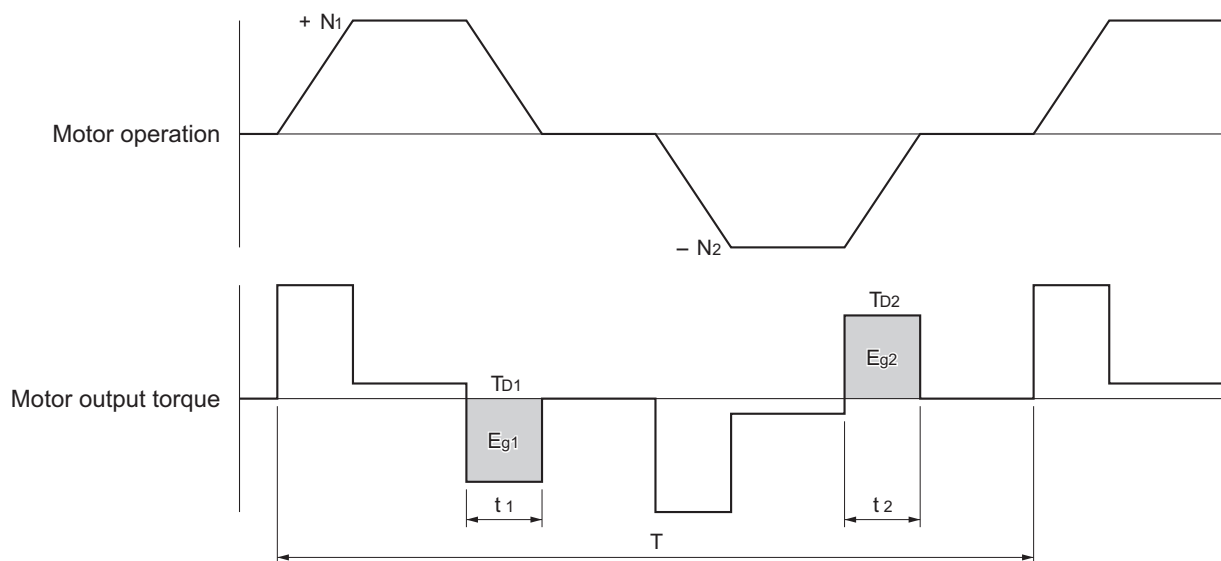 + N1
Motor operation
– N2
TD2
Eg2
TD1
Motor output torque
Eg1
t 1
t 2
T